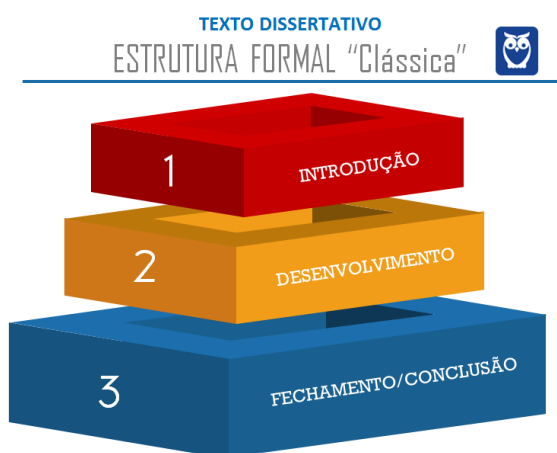 TEXTO DISSERTATIVO
ESTRUTURA FORMAL “Clássica”
1
INTRODUÇÃO
2
DESENVOLVIMENTO
3
FECHAMENTO/CONCLUSÃO